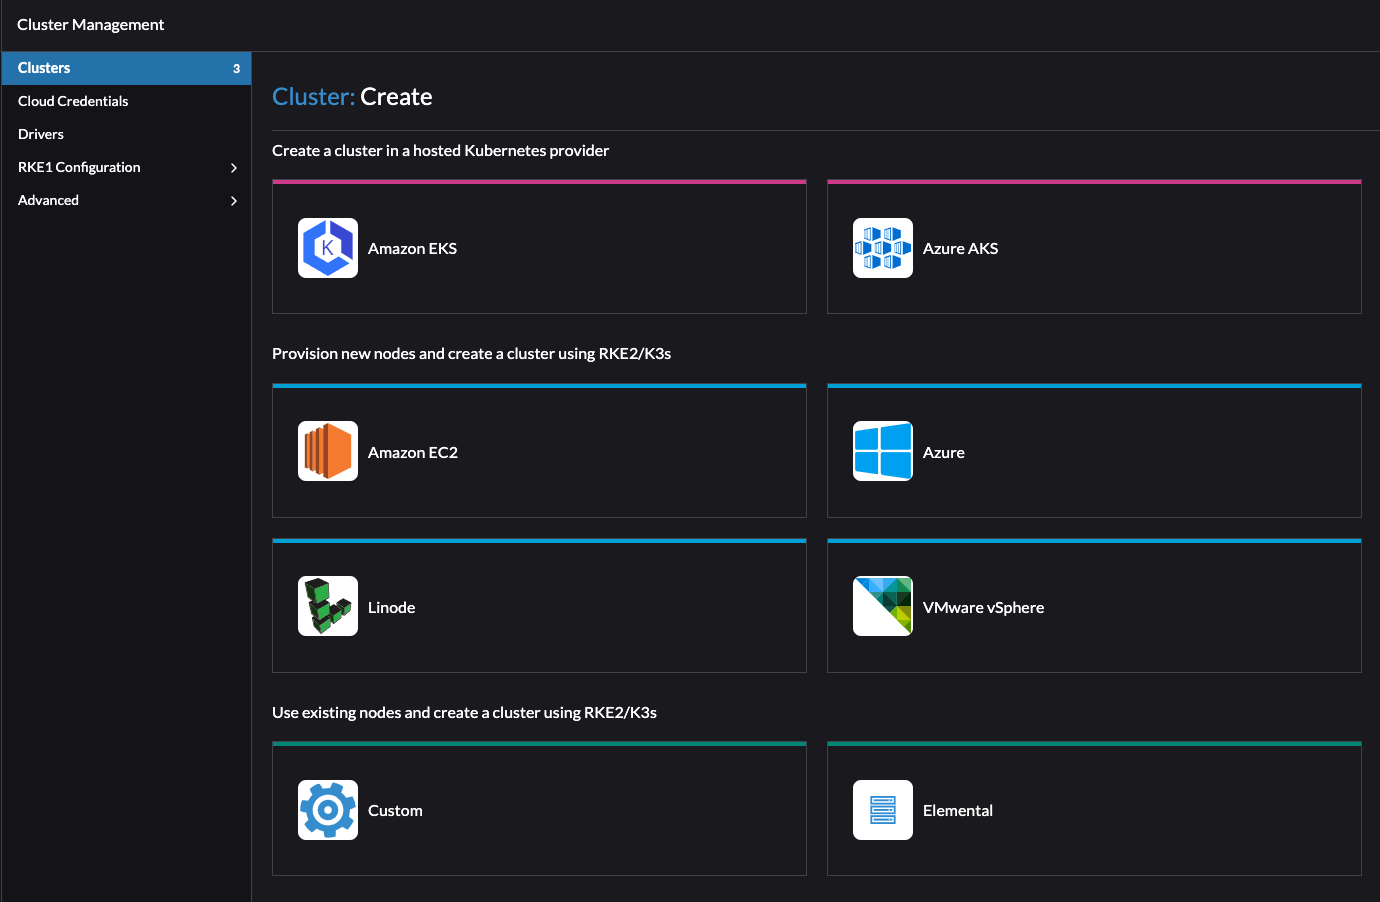 Cluster Management
Clusters 3
Cloud Credentials
Drivers
RKE1 Configuration
Advanced
Cluster: Create
Create a cluster in a hosted Kubernetes provider
K
Amazon EKS
Azure AKS
Provision new nodes and create a cluster using RKE2/K3s
Amazon EC2
Azure
Linode
VMware vSphere
Use existing nodes and create a cluster using RKE2/K3s
Custom
Elemental